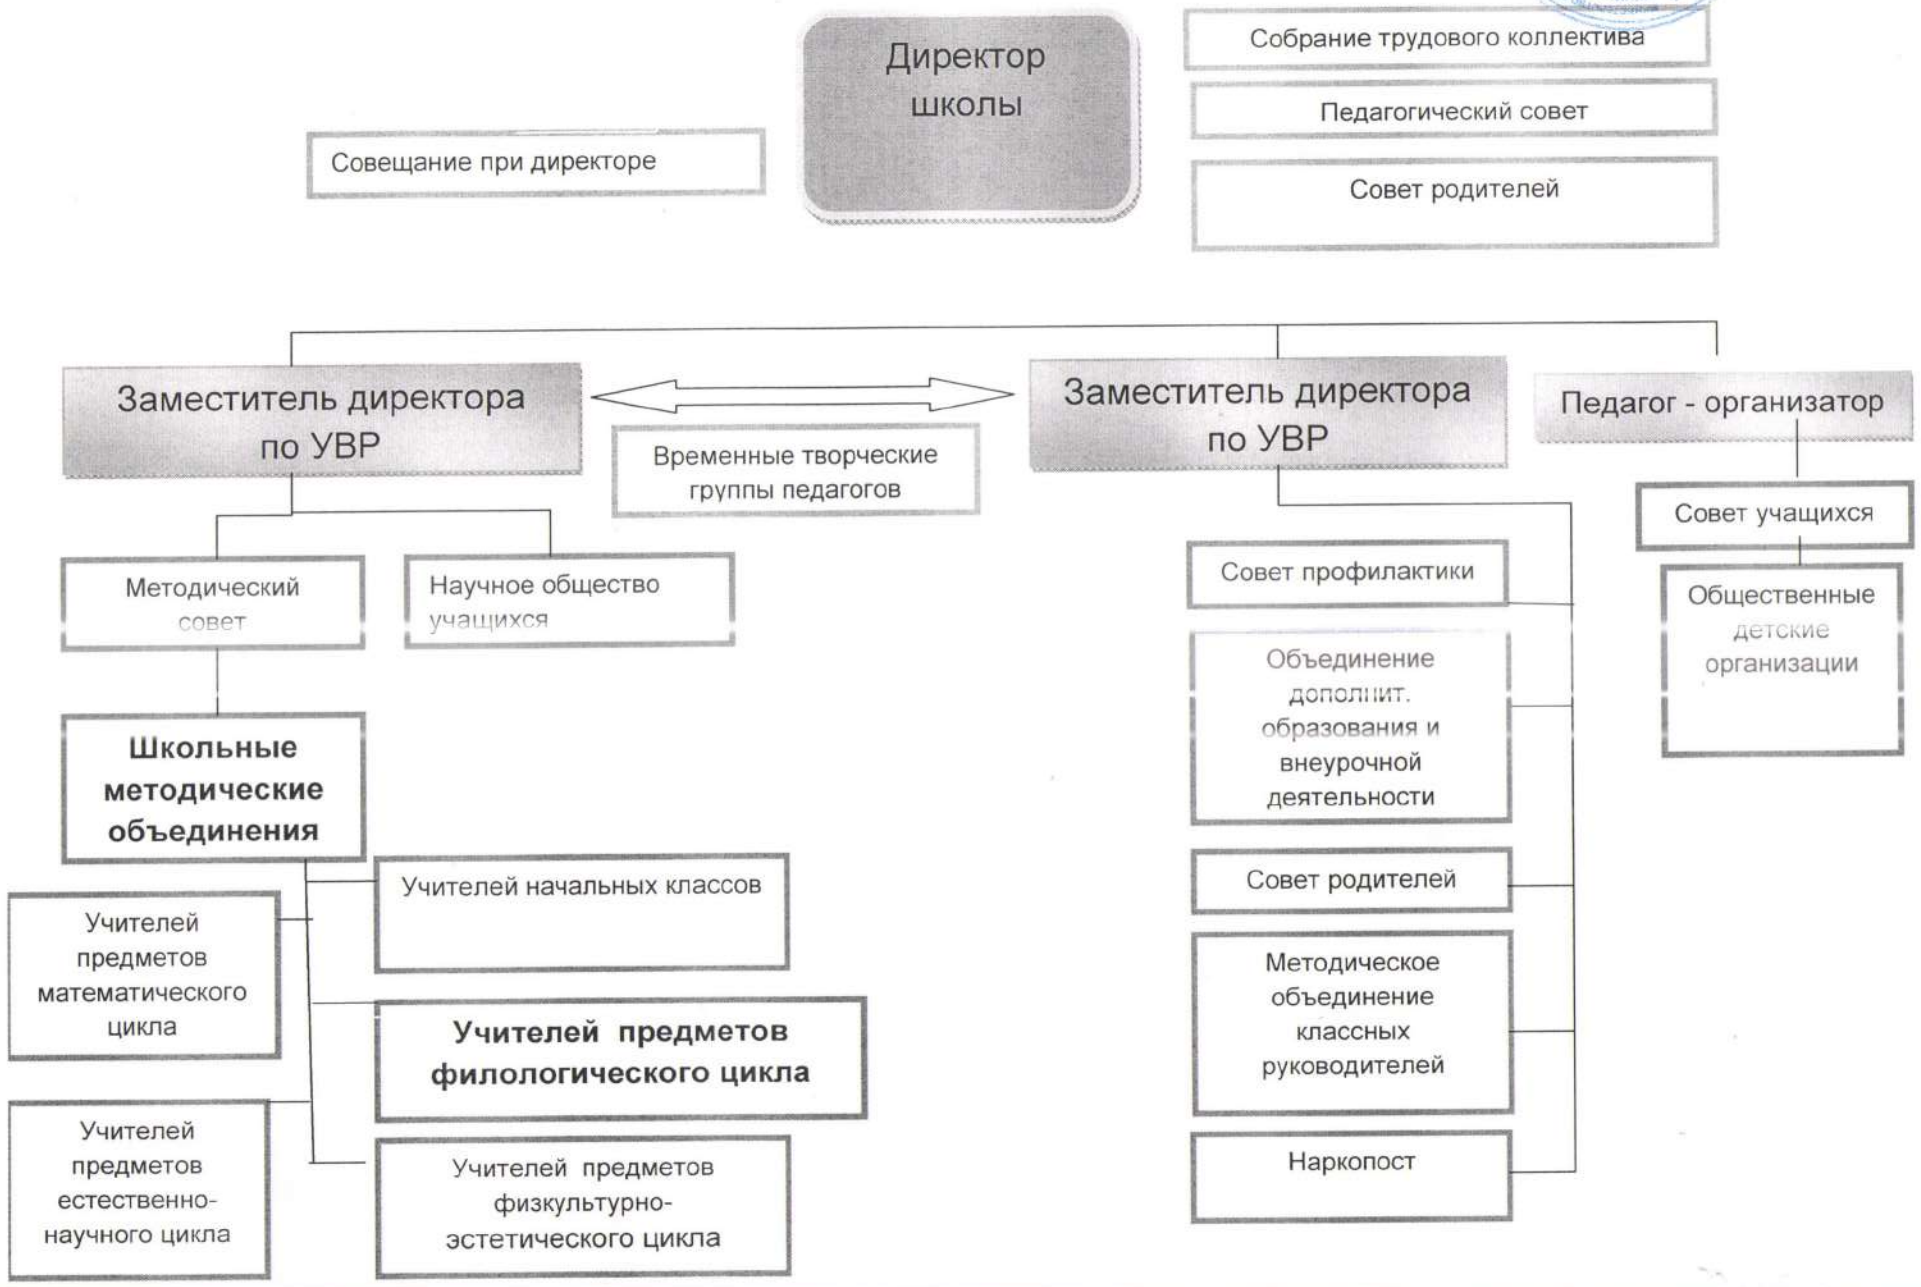 Директор
школы
Собрание трудового коллектива
Педагогический совет
Совет родителей
Совещание при директоре
Заместитель директора
по УВР
Временные творческие
группы педагогов
Заместитель директора
по УВР
Педагог - организатор
Совет учащихся
Общественные
детские
организации
Методический
совет
Научное общество
учащихся
Школьные
методические
объединения
Учителей начальных классов
Учителей
предметов
математического
цикла
Учителей  предметов
филологического цикла
Учителей
предметов
естественно-
научного цикла
Учителей  предметов
физкультурно-
эстетического цикла
Совет профилактики
Объединение
дополнит.
образования и
внеурочной
деятельности
Совет родителей
Методическое
объединение
классных
руководителей
Наркопост